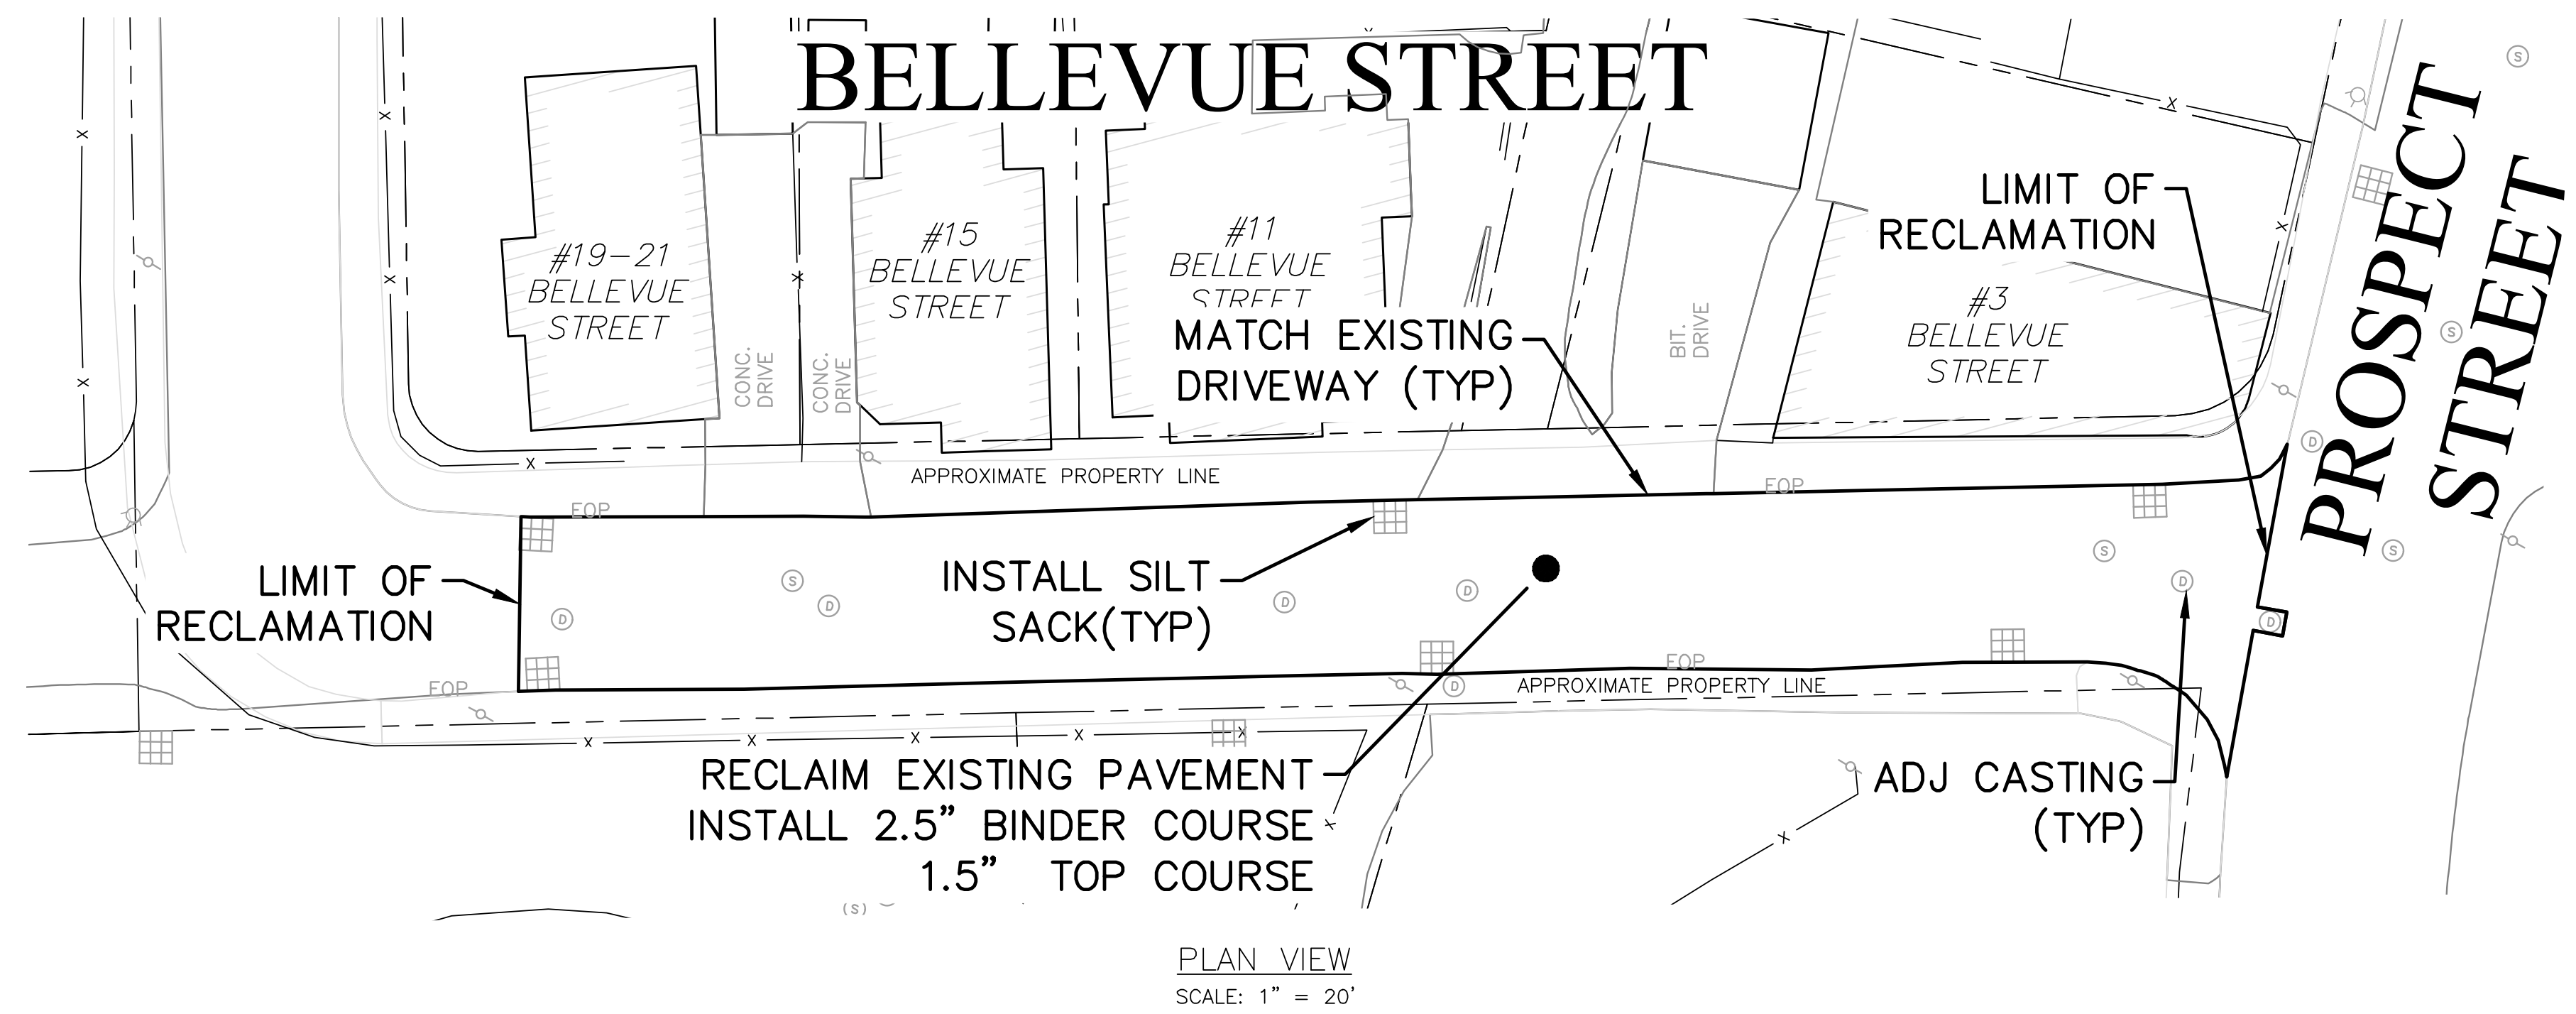 BELLEVUE STREET
PROSPECT
STREET
LIMIT OF
RECLAMATION
#19-21
BELLEVUE
STREET
#15
BELLEVUE
STREET
#11
BELLEVUE
STREET
#3
BELLEVUE
STREET
CONC.
DRIVE
CONC.
DRIVE
BIT.
DRIVE
MATCH EXISTING
DRIVEWAY (TYP)
APPROXIMATE PROPERTY LINE
EOP
EOP
LIMIT OF
RECLAMATION
INSTALL SILT
SACK(TYP)
EOP
EOP
APPROXIMATE PROPERTY LINE
RECLAIM EXISTING PAVEMENT
INSTALL 2.5” BINDER COURSE
1.5” TOP COURSE
ADJ CASTING
(TYP)
S
S
S
S
S
D
D
D
D
D
D
D
D
(S)
PLAN VIEW
SCALE: 1” = 20’